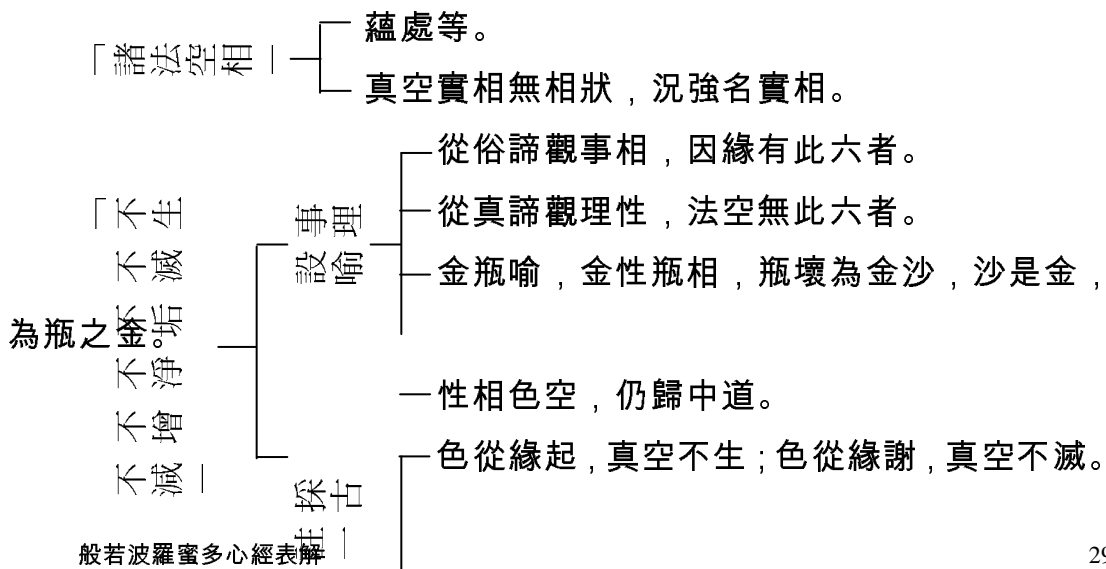 「諸法空相」
蘊處等。
真空實相無相狀，況強名實相。
「不生不滅不垢不淨不增不減」
事理
設喻
從俗諦觀事相，因緣有此六者。
從真諦觀理性，法空無此六者。
金瓶喻，金性瓶相，瓶壞為金沙，沙是金，
為瓶之金。
性相色空，仍歸中道。
採古
註一
色從緣起，真空不生；色從緣謝，真空不滅。
般若波羅蜜多心經表解
29